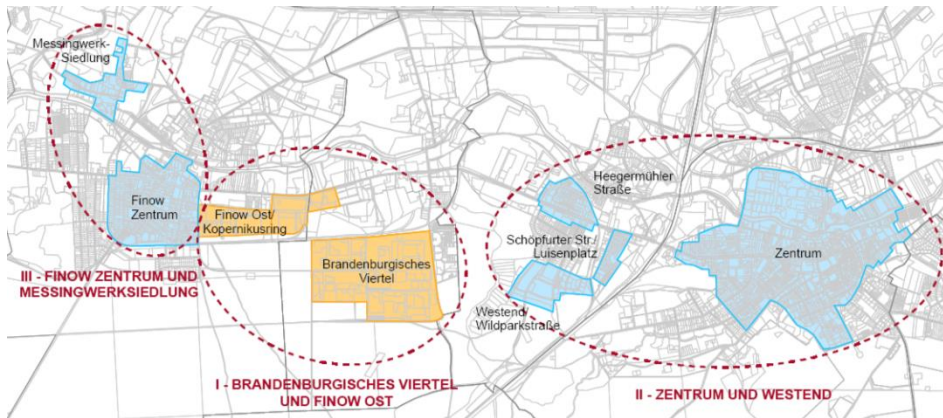 Messingwerk-
Siedlung
Finow
Zentrum
III - FINOW ZENTRUM UND
MESSINGWERKSIEDLUNG
Finow Ost/
Kopernikusring
Brandenburgisches
Viertel
I - BRANDENBURGISCHES VIERTEL
UND FINOW OST
Heegermühler
Straße
Schöpfurter Str./
Luisenplatz
Westend/
Wildparkstraße
Zentrum
II - ZENTRUM UND WESTEND